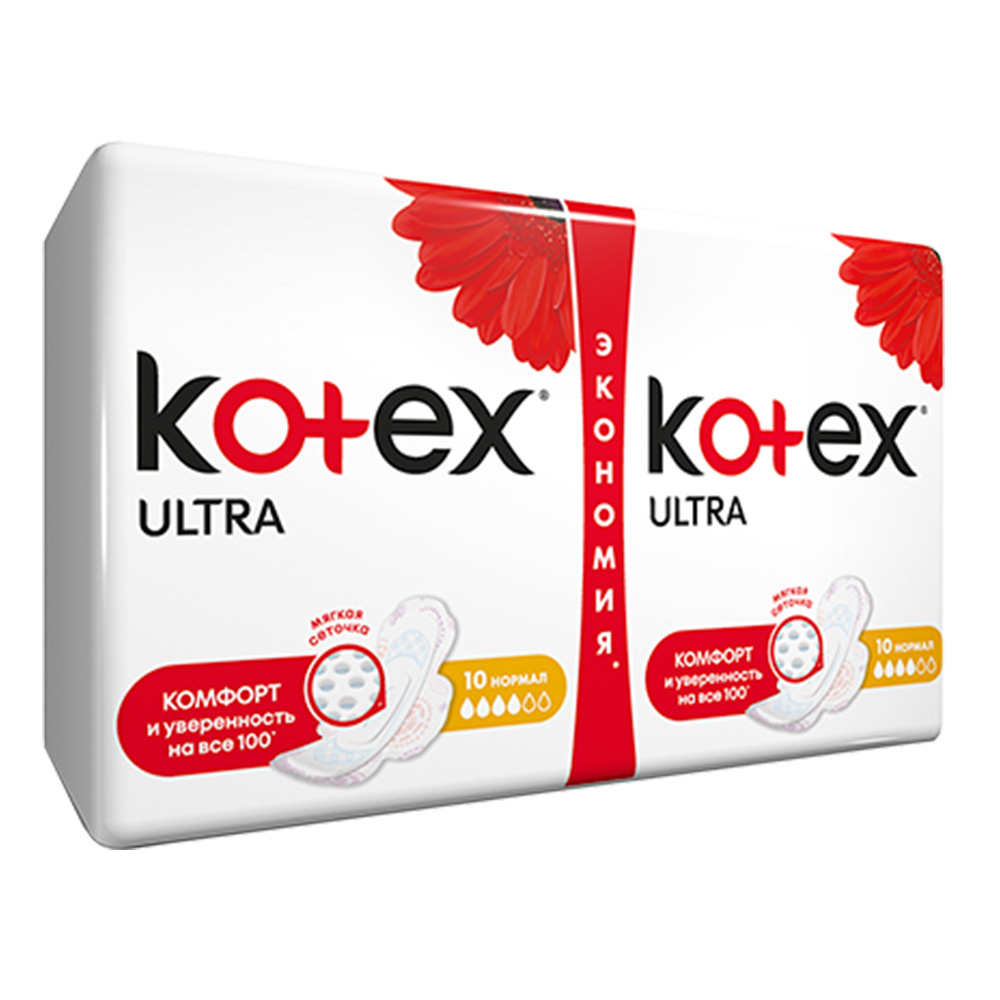 kotex®
ULTRA
мягкая
сеточка
КОМФОРТ
и уверенность
на все 100*
10 НОРМАЛ
ЭКОНОМИЯ*
kotex®
ULTRA
мягкая
сеточка
КОМФОРТ
и уверенность
на все 100*
10 НОРМАЛ